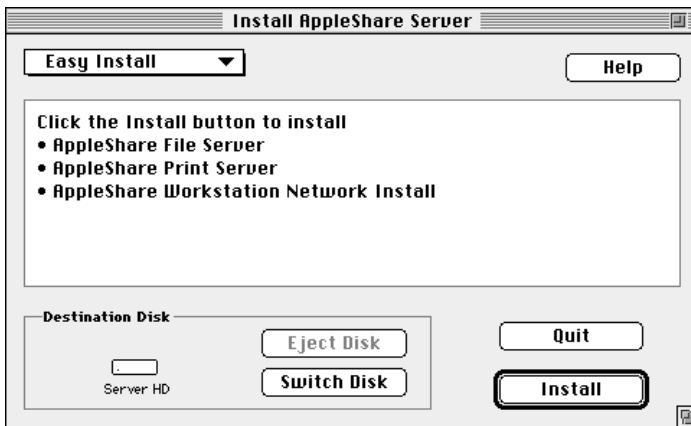 Install AppleShare Server
Easy Install
Help
Click the Install button to install
• AppleShare File Server
• AppleShare Print Server
• AppleShare Workstation Network Install
Destination Disk
Eject Disk
Server HD
Switch Disk
Quit
Install